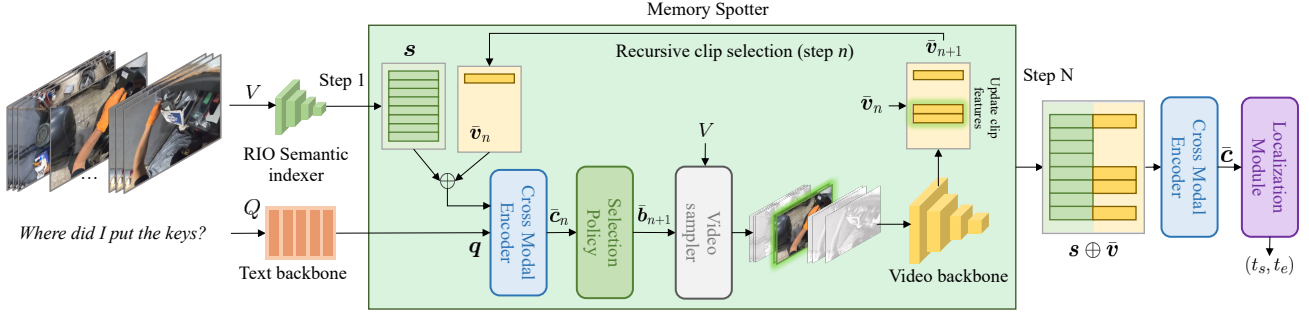 Memory Spotter
Recursive clip selection (step n)
s
v̄ₙ₊₁
Step 1
V
v̄ₙ
RIO Semantic
indexer
...
v̄ₙ
Update clip
features
V
Step N
Q
Where did I put the keys?
Text backbone
q
Cross Modal
Encoder
c̄ₙ
Selection
Policy
b̄ₙ₊₁
Video
sampler
Video backbone
s ⊕ v̄
Cross Modal
Encoder
c̄
Localization
Module
(tₛ, tₑ)